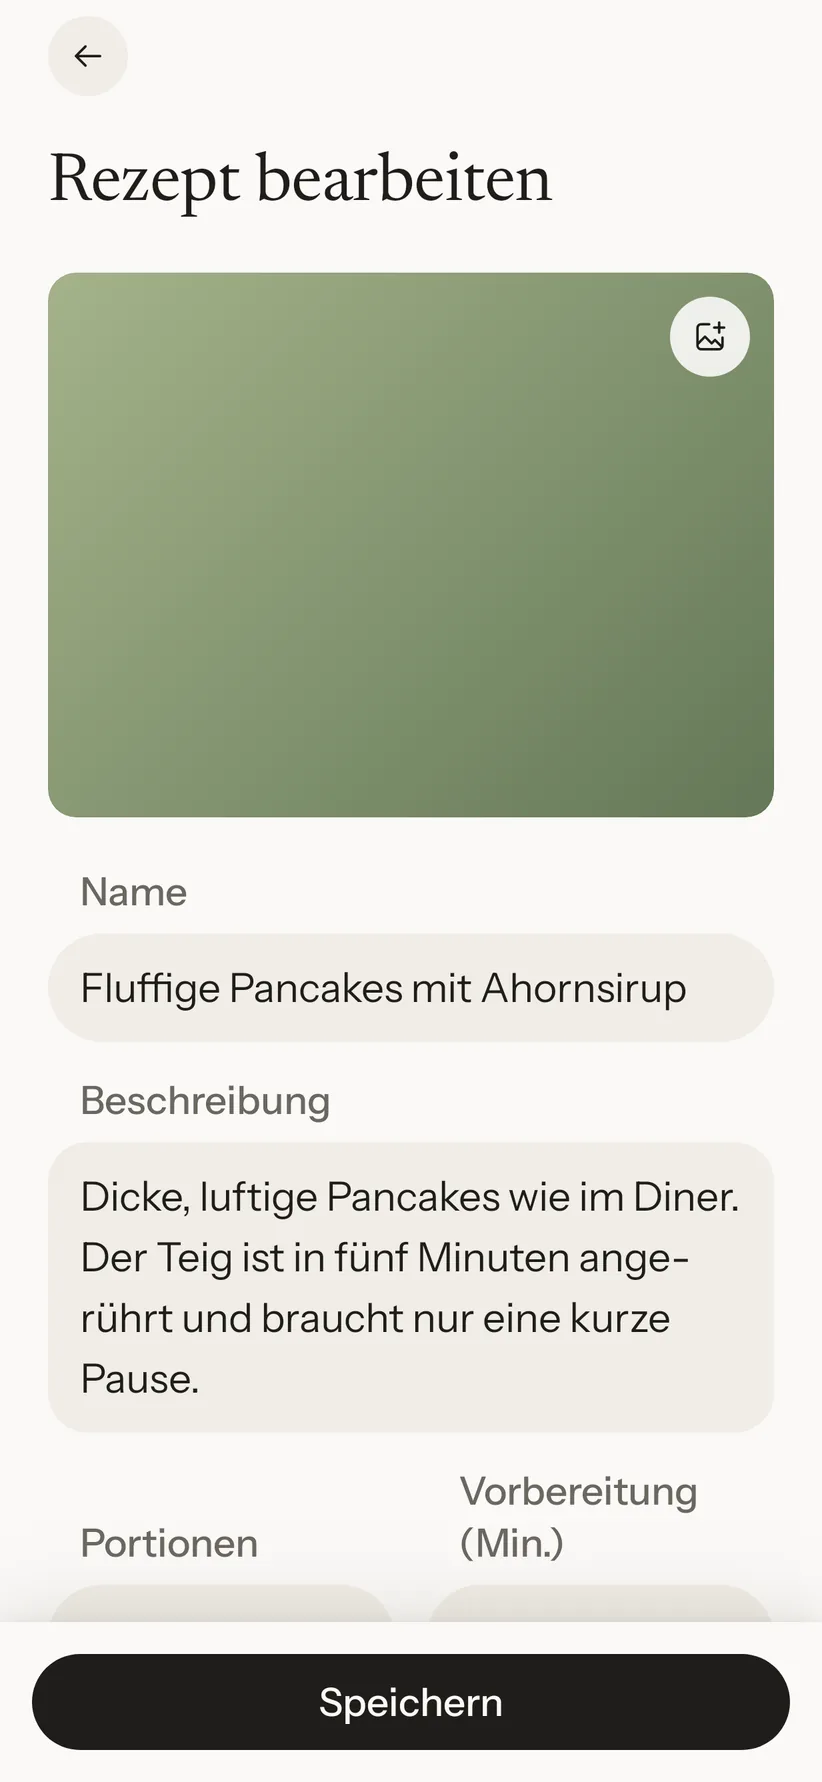 Rezept bearbeiten
Name
Fluffige Pancakes mit Ahornsirup
Beschreibung
Dicke, luftige Pancakes wie im Diner.
Der Teig ist in fünf Minuten ange-
rührt und braucht nur eine kurze
Pause.
Portionen
Vorbereitung
(Min.)
Speichern